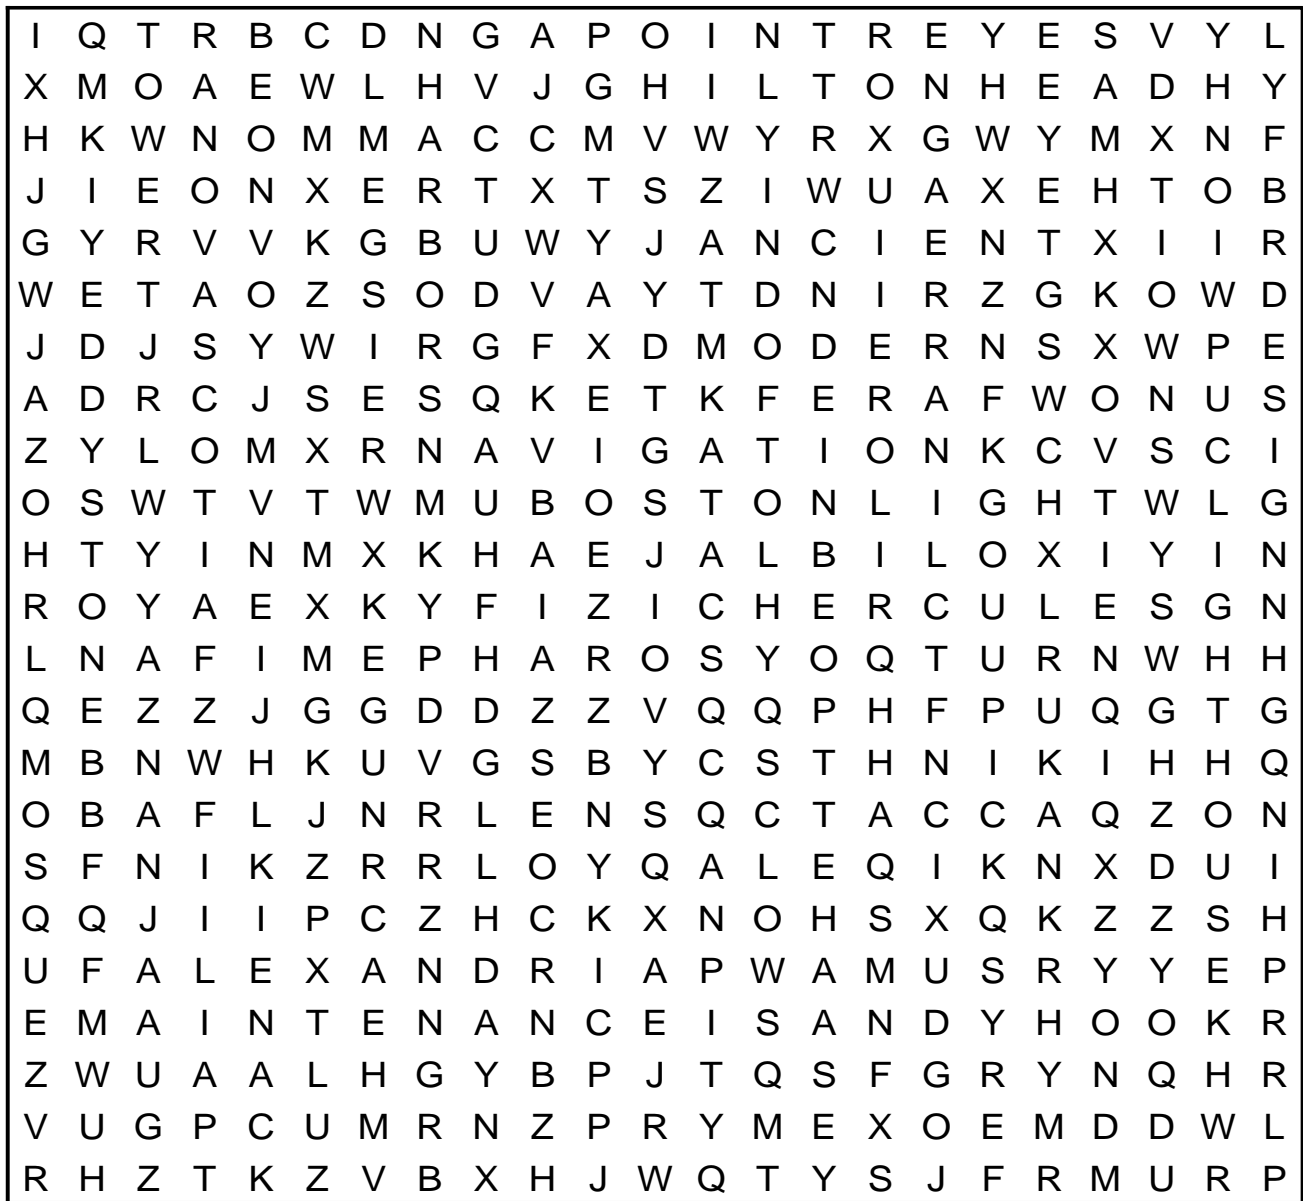 I Q T R B C D N G A P O I N T R E Y E S V Y L
X M O A E W L H V J G H I L T O N H E A D H Y
H K W N O M M A C C M V W Y R X G W Y M X N F
J I E O N X E R T X T S Z I W U A X E H T O B
G Y R V V K G B U W Y J A N C I E N T X I I R
W E T A O Z S O D V A Y T D N I R Z G K O W D
J D J S Y W I R G F X D M O D E R N S X W P E
A D R C J S E S Q K E T K F E R A F W O N U S
Z Y L O M X R N A V I G A T I O N K C V S C I
O S W T V T W M U B O S T O N L I G H T W L G
H T Y I N M X K H A E J A L B I L O X I Y I N
R O Y A E X K Y F I Z I C H E R C U L E S G N
L N A F I M E P H A R O S Y O Q T U R N W H H
Q E Z Z J G G D D Z Z V Q Q P H F P U Q G T G
M B N W H K U V G S B Y C S T H N I K I H H Q
O B A F L J N R L E N S Q C T A C C A Q Z O N
S F N I K Z R R L O Y Q A L E Q I K N X D U I
Q Q J I I P C Z H C K X N O H S X Q K Z Z S H
U F A L E X A N D R I A P W A M U S R Y Y E P
E M A I N T E N A N C E I S A N D Y H O O K R
Z W U A A L H G Y B P J T Q S F G R Y N Q H R
V U G P C U M R N Z P R Y M E X O E M D D W L
R H Z T K Z V B X H J W Q T Y S J F R M U R P